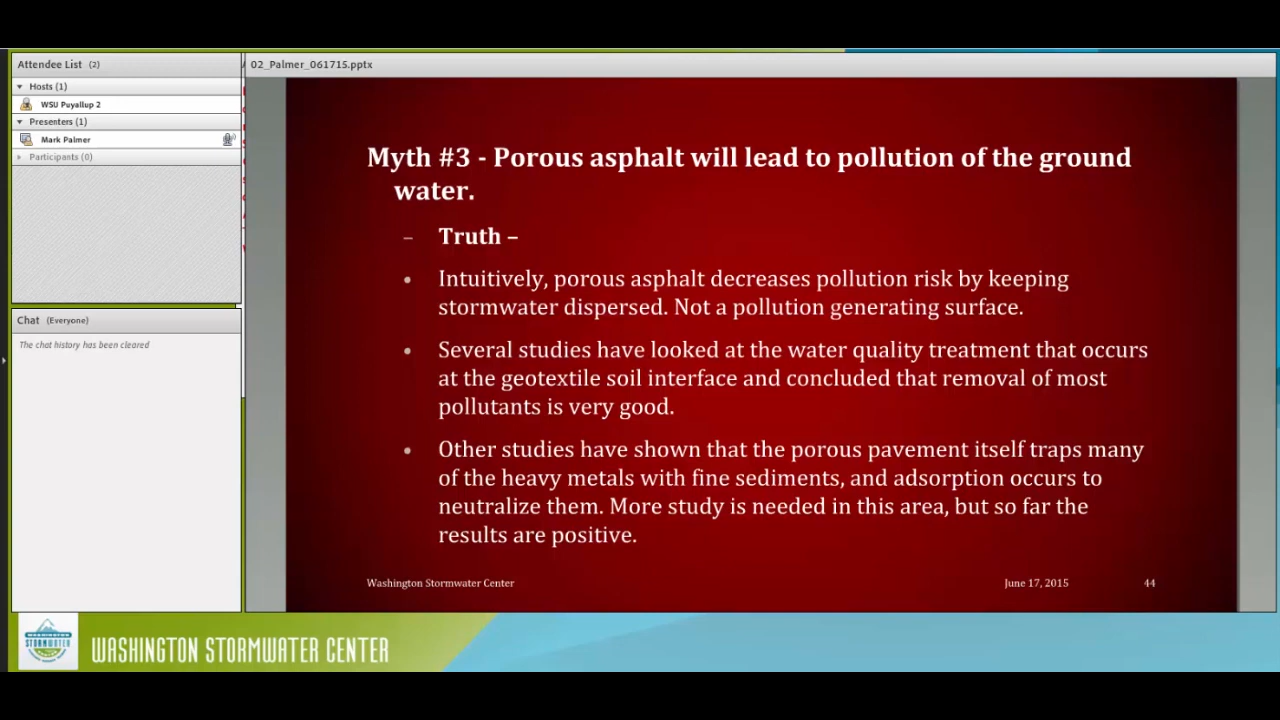 Attendee List (2)
Hosts (1)
WSU Puyallup 2
Presenters (1)
Mark Palmer
Participants (0)
Chat (Everyone)
The chat history has been cleared
02_Palmer_061715.pptx
Myth #3 - Porous asphalt will lead to pollution of the ground
water.
– Truth –
• Intuitively, porous asphalt decreases pollution risk by keeping
stormwater dispersed. Not a pollution generating surface.
• Several studies have looked at the water quality treatment that occurs
at the geotextile soil interface and concluded that removal of most
pollutants is very good.
• Other studies have shown that the porous pavement itself traps many
of the heavy metals with fine sediments, and adsorption occurs to
neutralize them. More study is needed in this area, but so far the
results are positive.
Washington Stormwater Center June 17, 2015 44
WASHINGTON STORMWATER CENTER